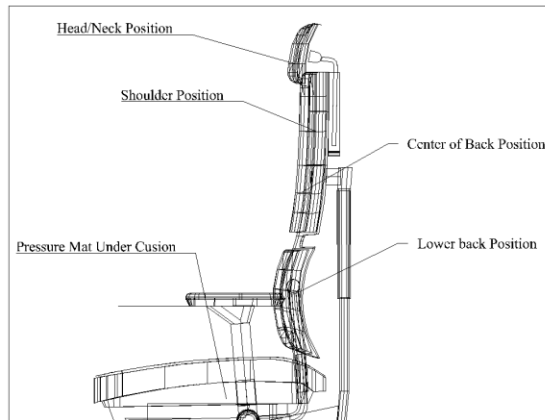 Head/Neck Position
Shoulder Position
Center of Back Position
Pressure Mat Under Cusion
Lower back Position